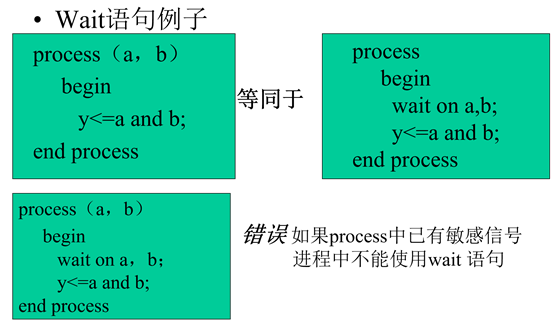 • Wait语句例子
process（a，b）
begin
y<=a and b;
end process
等同于
process
begin
wait on a,b;
y<=a and b;
end process
process（a，b）
begin
wait on a，b；
y<=a and b;
end process
错误 如果process中已有敏感信号
进程中不能使用wait 语句